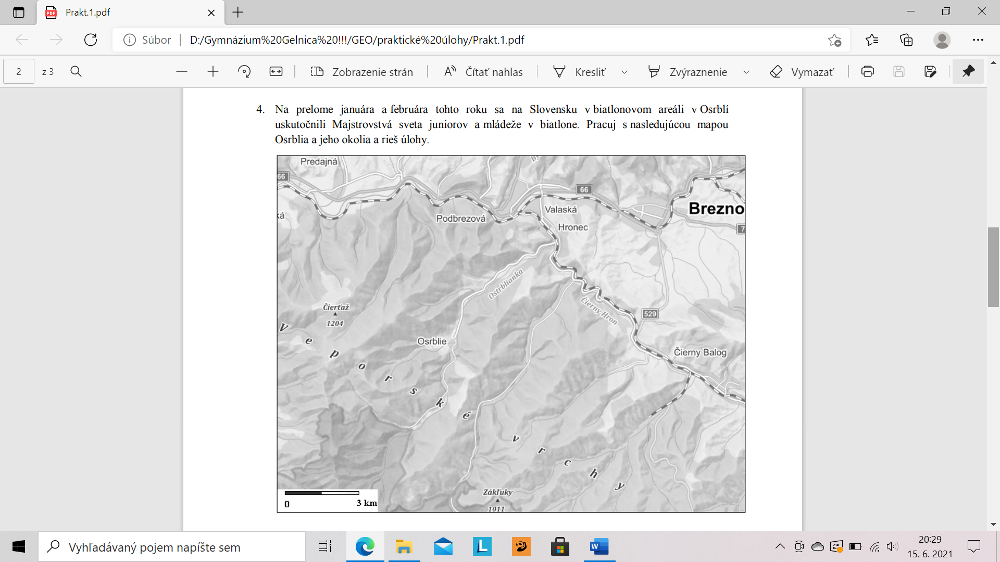 Prakt.1.pdf
Súbor
D:/Gymnázium%20Gelnica%20!!!/GEO/praktické%20úlohy/Prakt.1.pdf
2 z 3
Zobrazenie strán
Čítať nahlas
Kresliť
Zvýraznenie
Vymazať
4. Na prelome januára a februára tohto roku sa na Slovensku v biatlonovom areáli v Osrblí
uskutočnili Majstrovstvá sveta juniorov a mládeže v biatlone. Pracuj s nasledujúcou mapou
Osrblia a jeho okolia a rieš úlohy.
Predajná
66
66
Brezno
Valaská
ká
Podbrezová
Hronec
7
Ostrblianka
Čierny Hron
Čierťaž
1204
529
Osrblie
Čierny Balog
Veporské vrchy
Zákľuky
1011
0 3 km
Vyhľadávaný pojem napíšte sem
20:29
15. 6. 2021